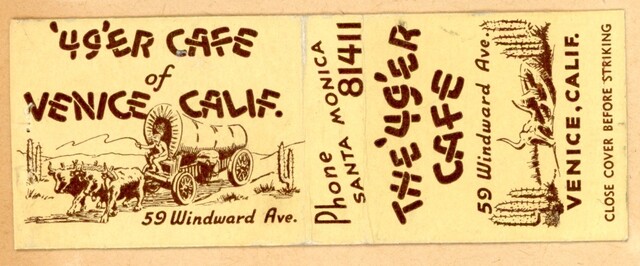 '49'ER CAFE
of
VENICE CALIF.
59 Windward Ave.
Phone
SANTA MONICA
81411
THE '49'ER
CAFE
59 Windward Ave.
VENICE, CALIF.
CLOSE COVER BEFORE STRIKING